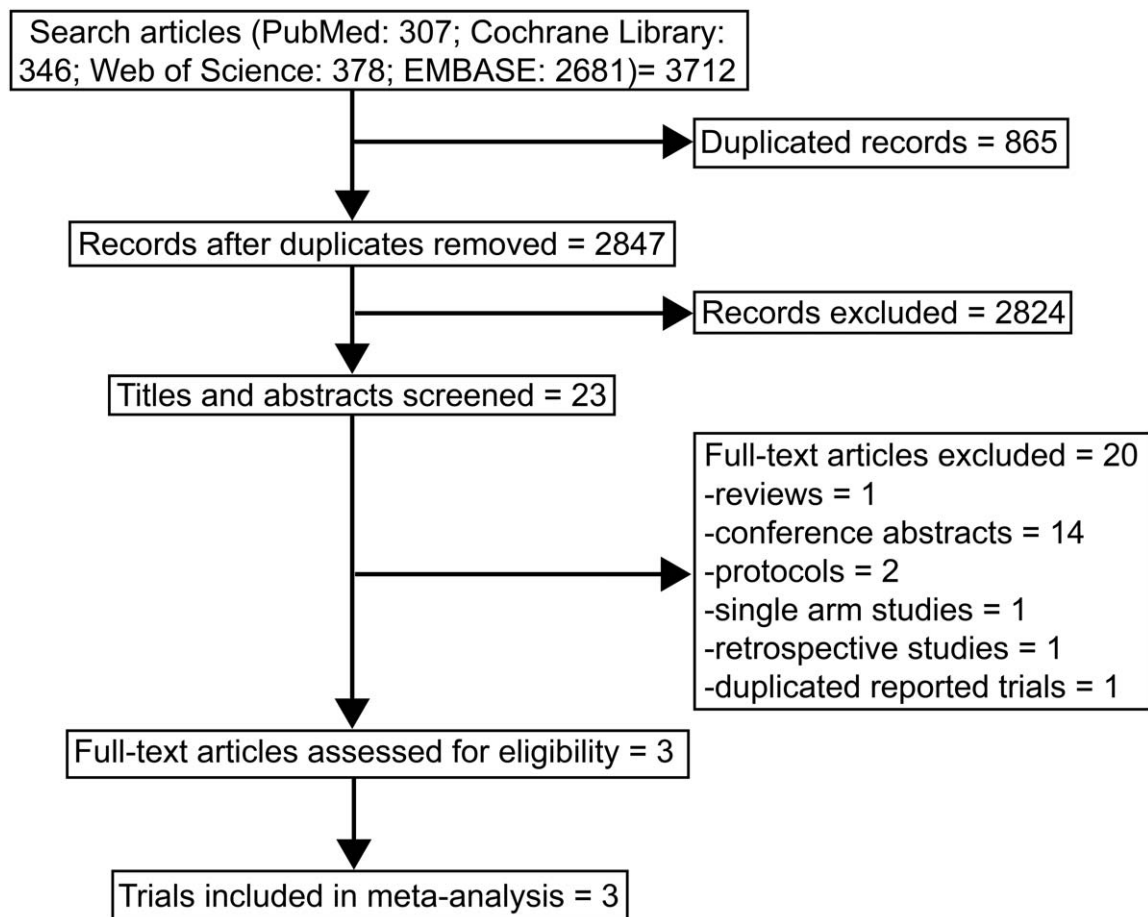 Search articles (PubMed: 307; Cochrane Library:
346; Web of Science: 378; EMBASE: 2681)= 3712
Duplicated records = 865
Records after duplicates removed = 2847
Records excluded = 2824
Titles and abstracts screened = 23
Full-text articles excluded = 20
-reviews = 1
-conference abstracts = 14
-protocols = 2
-single arm studies = 1
-retrospective studies = 1
-duplicated reported trials = 1
Full-text articles assessed for eligibility = 3
Trials included in meta-analysis = 3